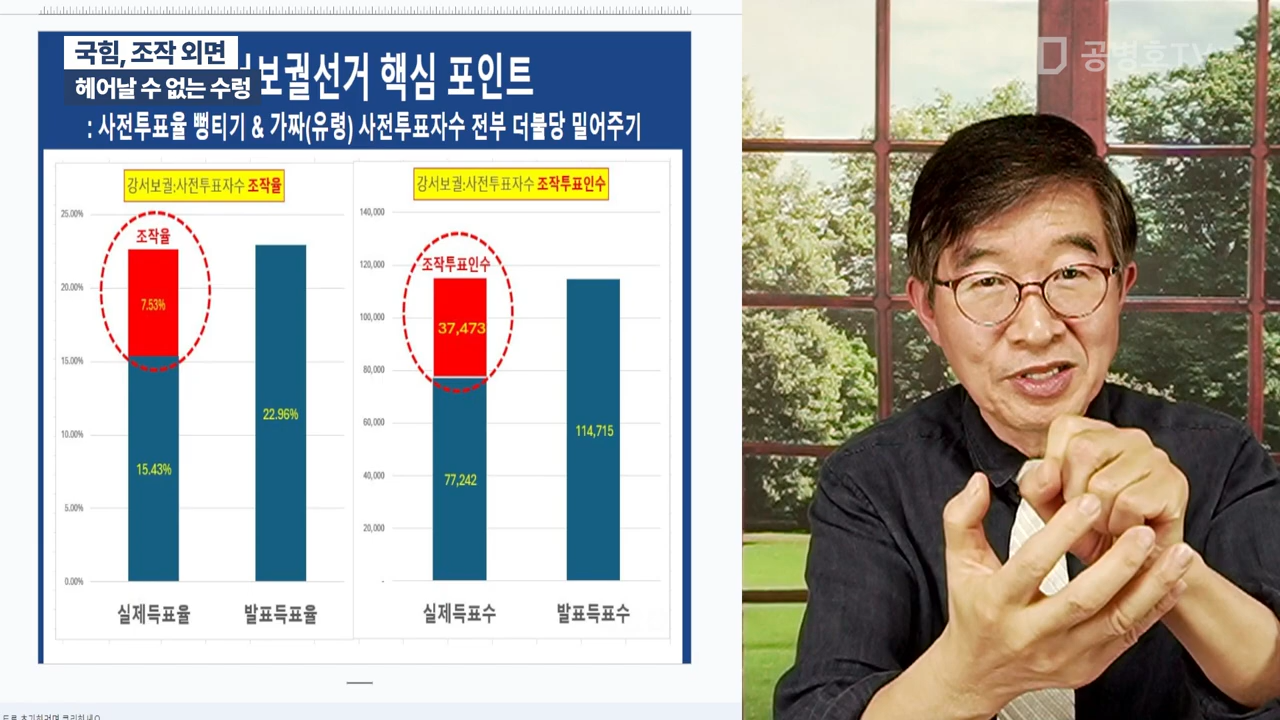 국힘, 조작 외면
헤어날 수 없는 수렁
보궐선거 핵심 포인트
: 사전투표율 뻥티기 & 가짜(유령) 사전투표자수 전부 더불당 밀어주기
강서보궐:사전투표자수 조작율
25.00%
조작율
20.00%
7.53%
15.00%
10.00%
22.96%
15.43%
5.00%
0.00%
실제득표율
발표득표율
강서보궐:사전투표자수 조작투표인수
140,000
120,000
조작투표인수
100,000
37,473
80,000
60,000
114,715
40,000
77,242
20,000
-
실제득표수
발표득표수
공병호TV